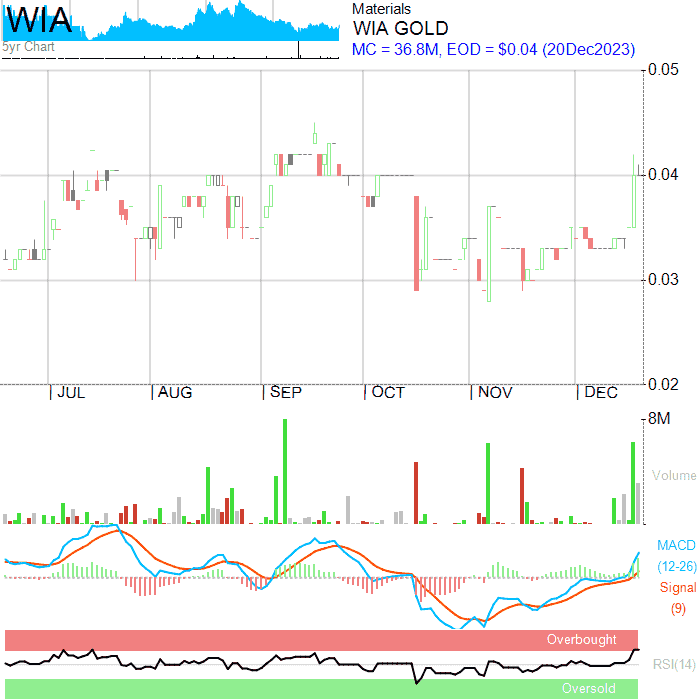 WIA
5yr Chart
Materials
WIA GOLD
MC = 36.8M, EOD = $0.04 (20Dec2023)
0.05
0.04
0.03
0.02
JUL AUG SEP OCT NOV DEC
8M
Volume
MACD
(12-26)
Signal
(9)
Overbought
RSI(14)
Oversold